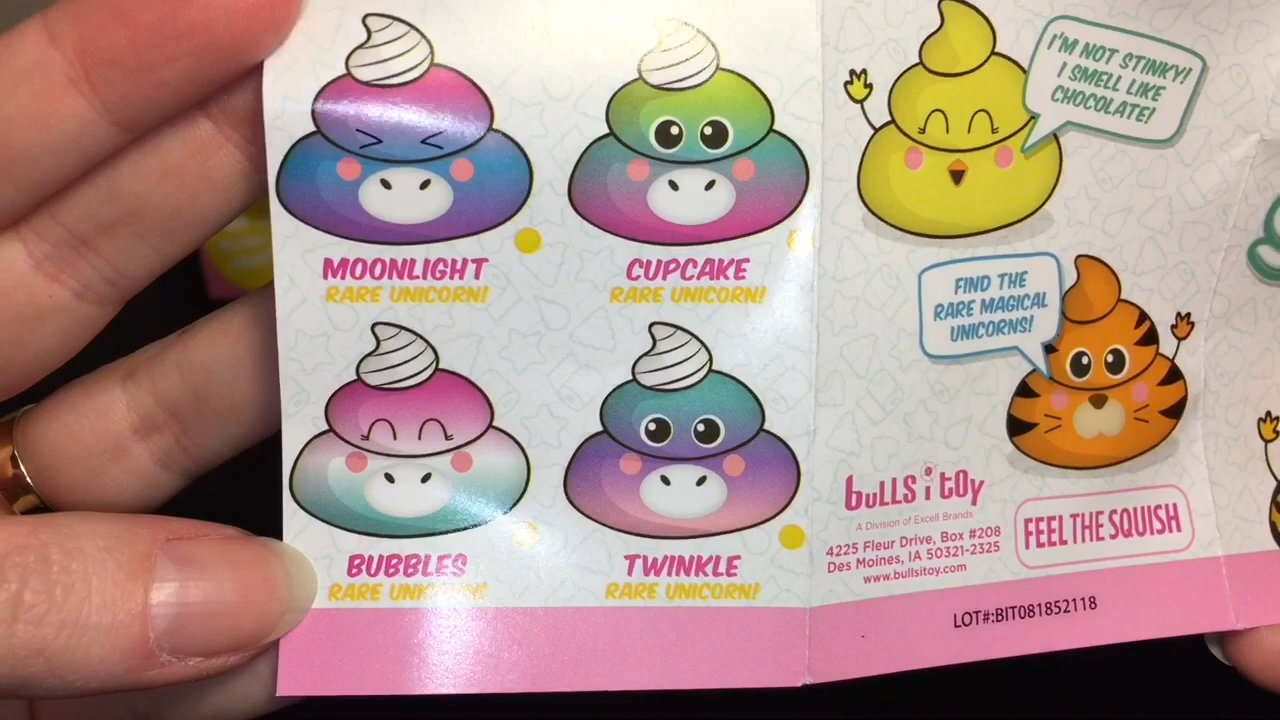 MOONLIGHT
RARE UNICORN!
CUPCAKE
RARE UNICORN!
BUBBLES
RARE UNICORN!
TWINKLE
RARE UNICORN!
I'M NOT STINKY!
I SMELL LIKE
CHOCOLATE!
FIND THE
RARE MAGICAL
UNICORNS!
buLLS i tOy
A Division of Excell Brands
4225 Fleur Drive, Box #208
Des Moines, IA 50321-2325
www.bullsitoy.com
FEEL THE SQUISH
LOT#:BIT081852118